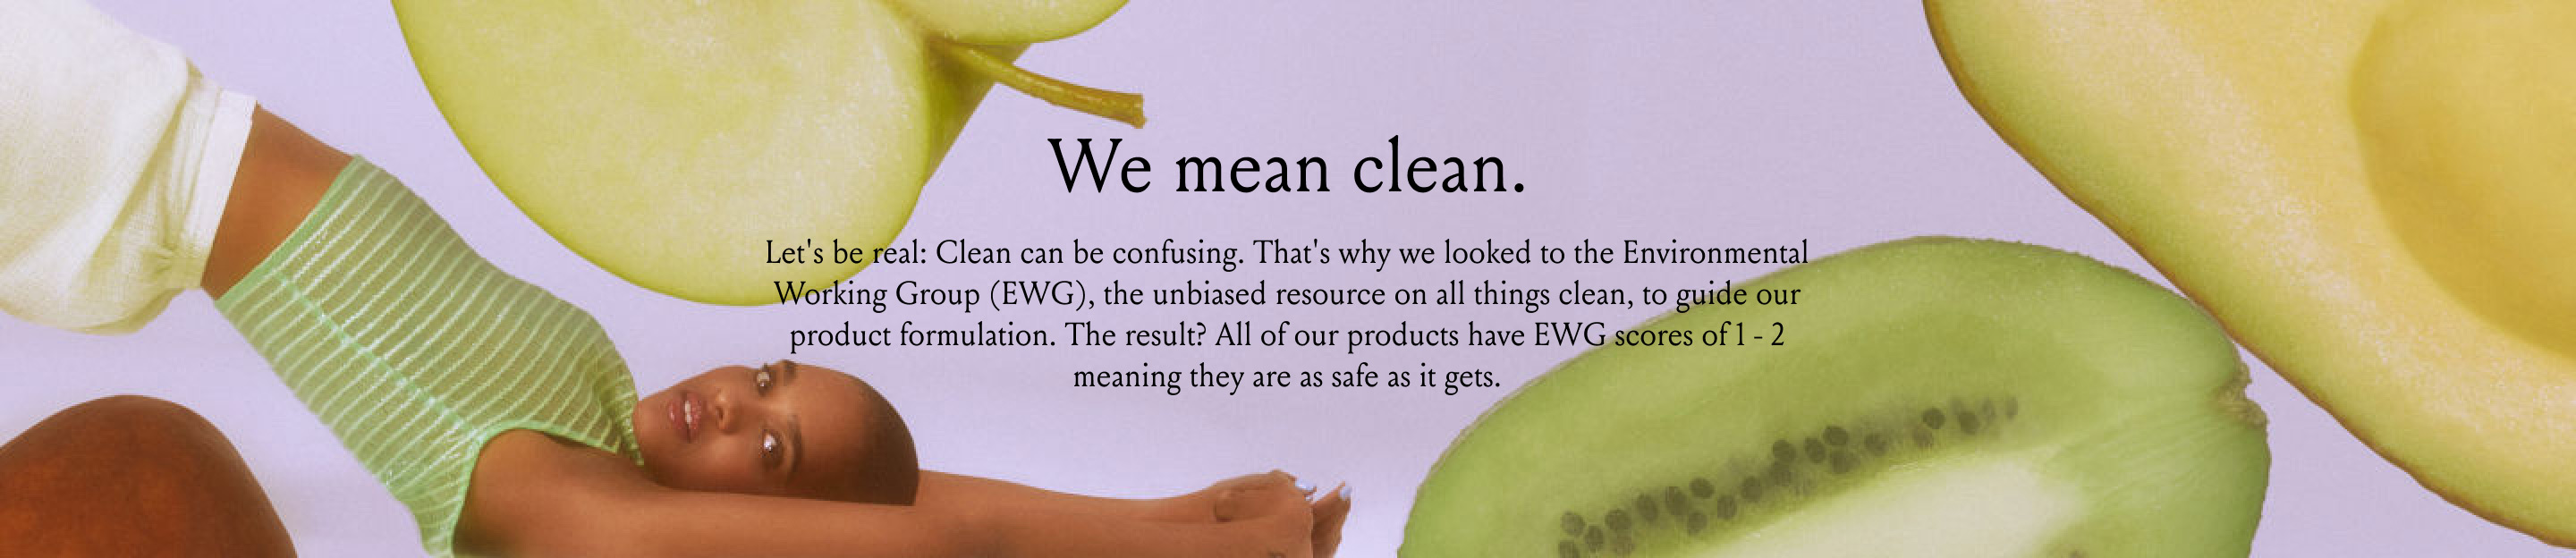 We mean clean.
Let's be real: Clean can be confusing. That's why we looked to the Environmental
Working Group (EWG), the unbiased resource on all things clean, to guide our
product formulation. The result? All of our products have EWG scores of 1 - 2
meaning they are as safe as it gets.